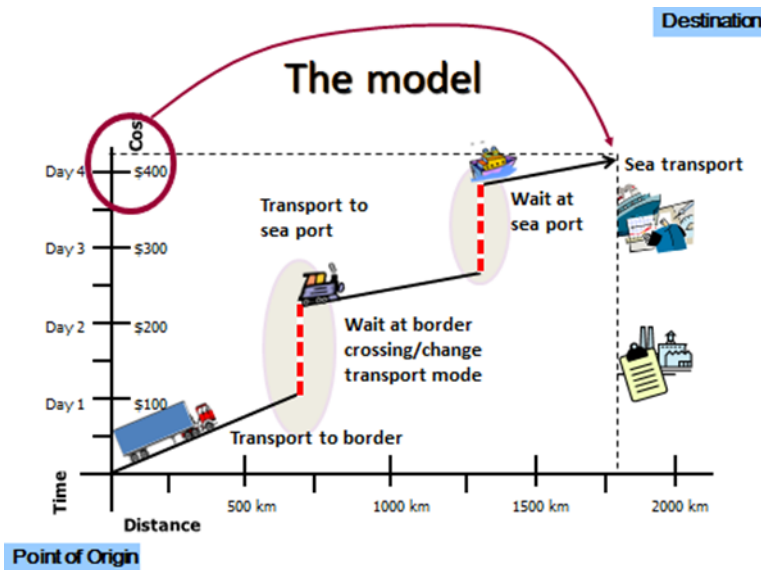 Destination
The model
Cost
Day 4
$400
Sea transport
Transport to
sea port
Wait at
sea port
Day 3
$300
Day 2
$200
Wait at border
crossing/change
transport mode
Day 1
$100
Transport to border
Time
Distance
500 km
1000 km
1500 km
2000 km
Point of Origin